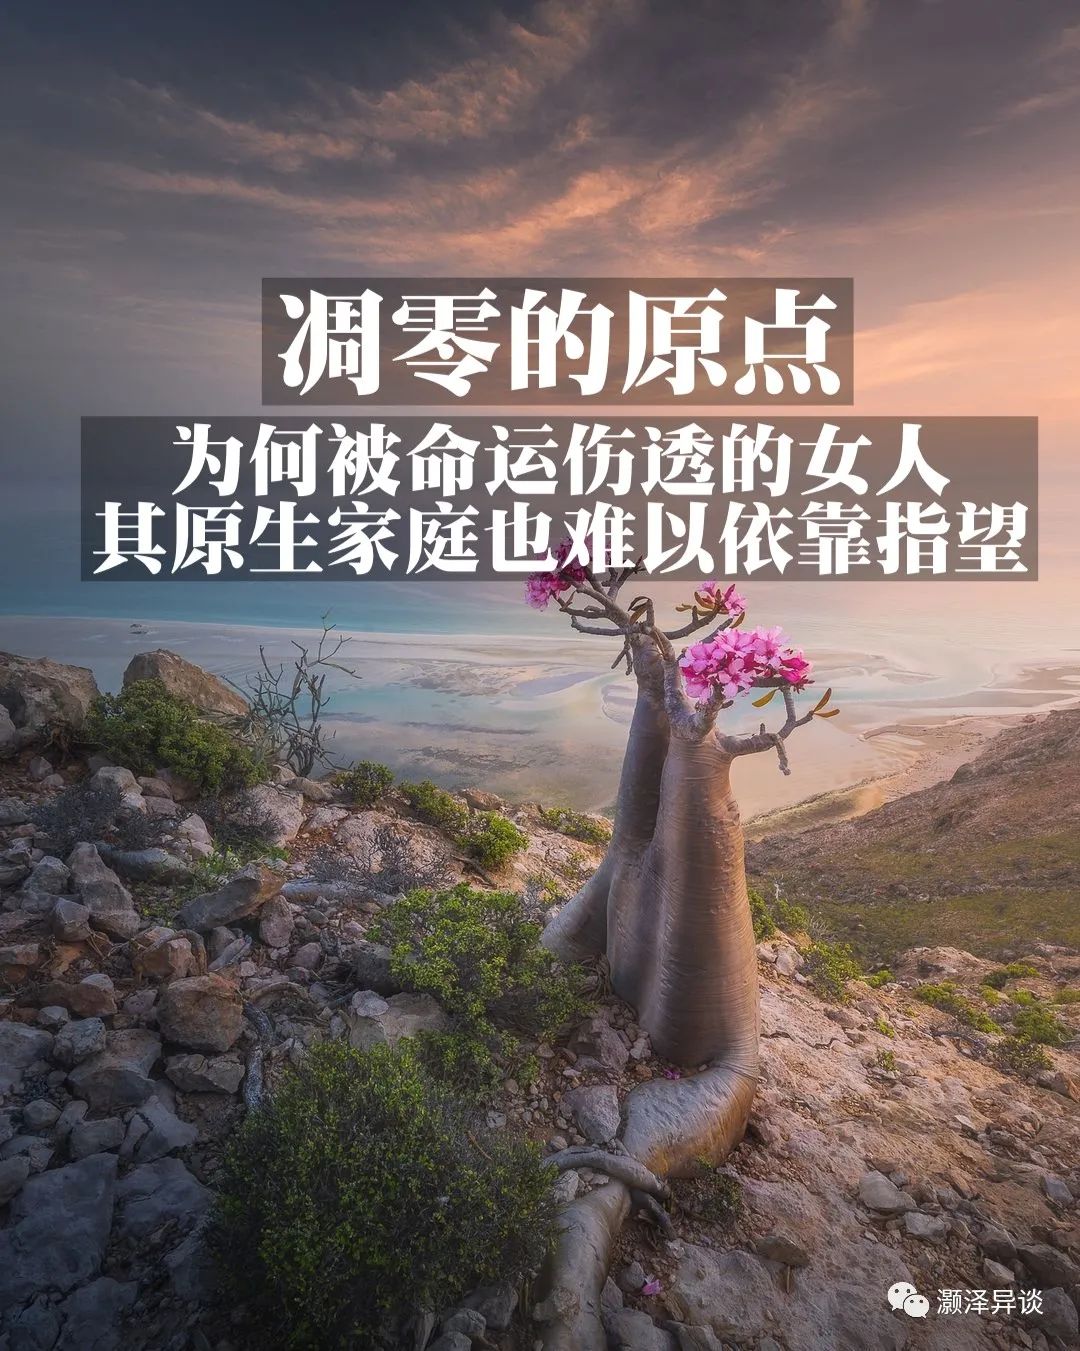 凋零的原点
为何被命运伤透的女人
其原生家庭也难以依靠指望
灏泽异谈